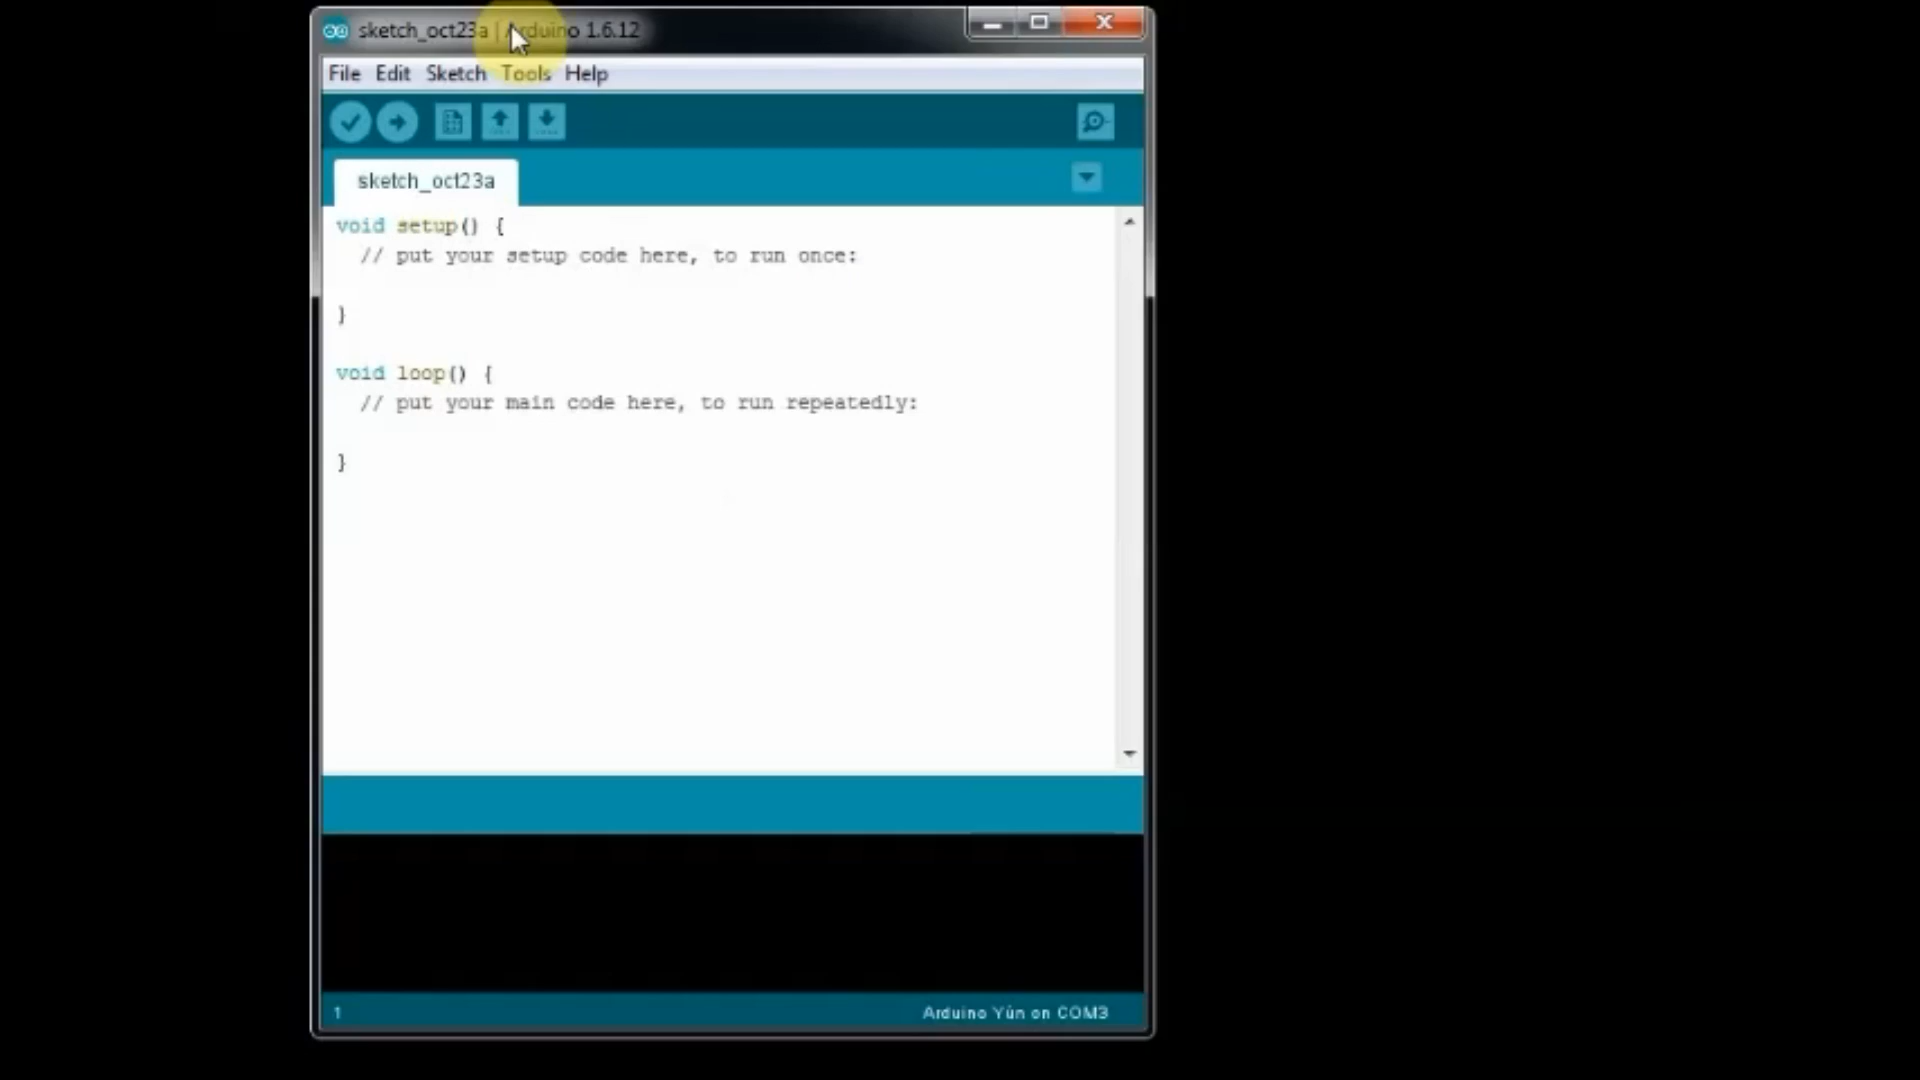 sketch_oct23a | Arduino 1.6.12
File Edit Sketch Tools Help
sketch_oct23a
void setup() {
// put your setup code here, to run once:
}
void loop() {
// put your main code here, to run repeatedly:
}
1
Arduino Yún on COM3